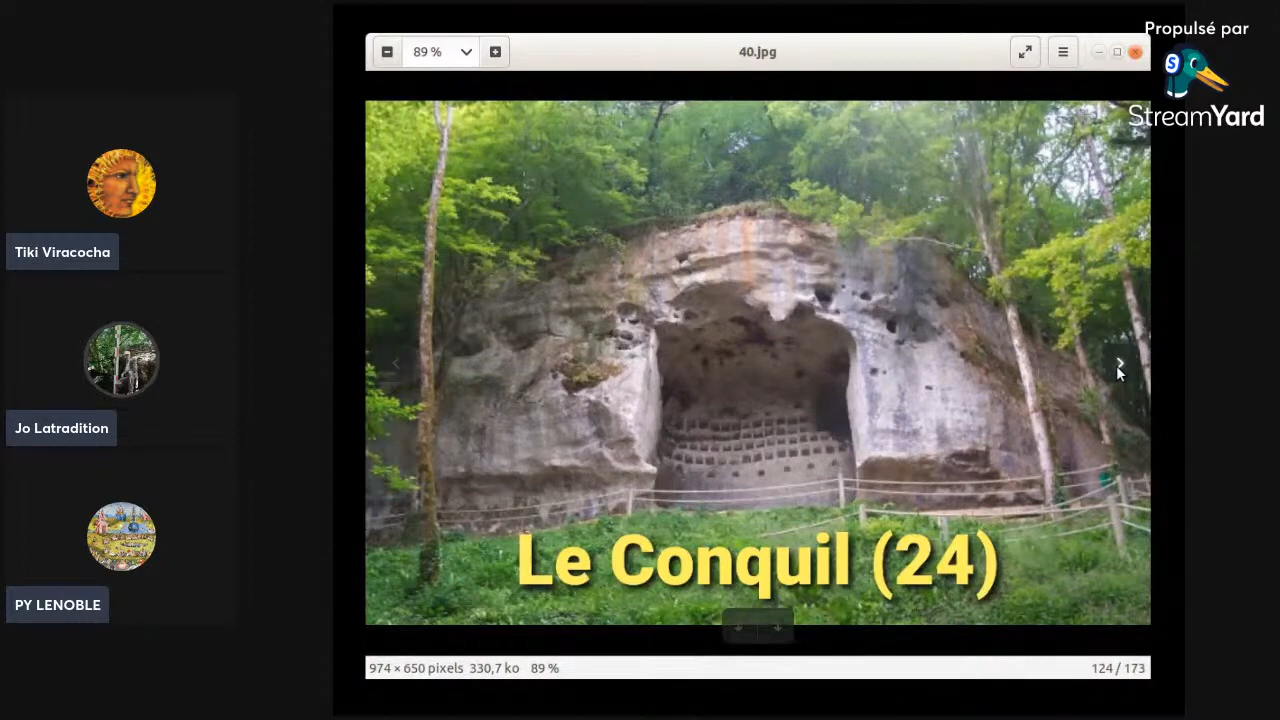 Propulsé par
StreamYard
89 %
40.jpg
Tiki Viracocha
Jo Latradition
PY LENOBLE
Le Conquil (24)
974 × 650 pixels 330,7 ko 89 %
124 / 173